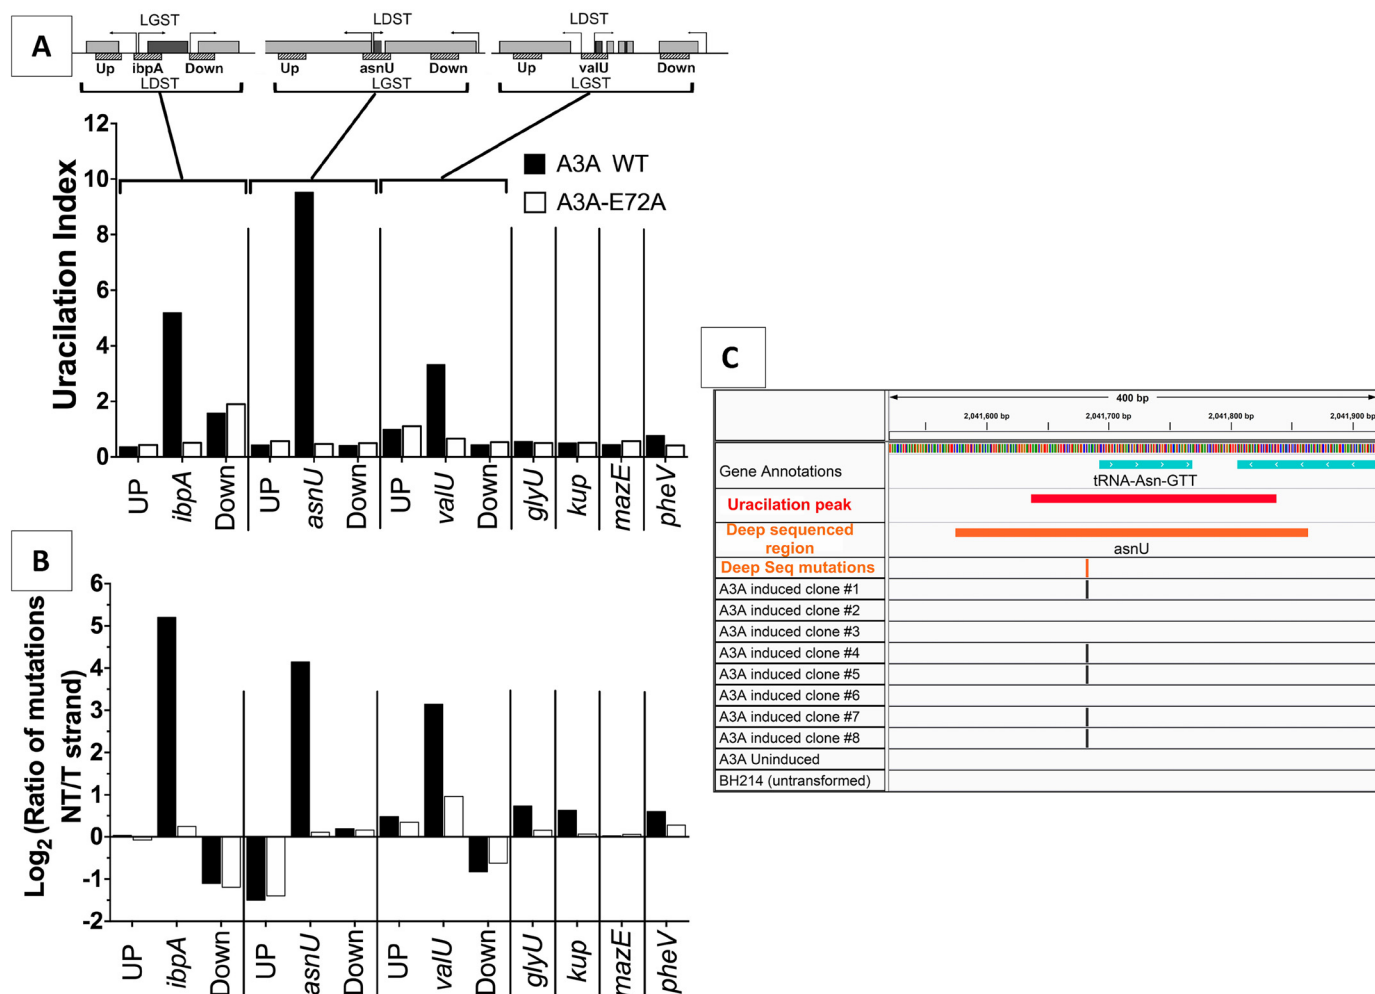 A
LGST
LDST
LDST
Up ibpA Down
Up asnU Down
Up valU Down
LDST
LGST
LGST
12
10
8
6
4
2
0
Uracilation Index
A3A WT
A3A-E72A
UP
ibpA
Down
UP
asnU
Down
UP
valU
Down
glyU
kup
mazE
pheV
B
6
5
4
3
2
1
0
-1
-2
Log2 (Ratio of mutations
NT/T strand)
UP
ibpA
Down
UP
asnU
Down
UP
valU
Down
glyU
kup
mazE
pheV
C
400 bp
2,041,600 bp 2,041,700 bp 2,041,800 bp 2,041,900 bp
Gene Annotations
tRNA-Asn-GTT
Uracilation peak
Deep sequenced
region
asnU
Deep Seq mutations
A3A induced clone #1
A3A induced clone #2
A3A induced clone #3
A3A induced clone #4
A3A induced clone #5
A3A induced clone #6
A3A induced clone #7
A3A induced clone #8
A3A Uninduced
BH214 (untransformed)